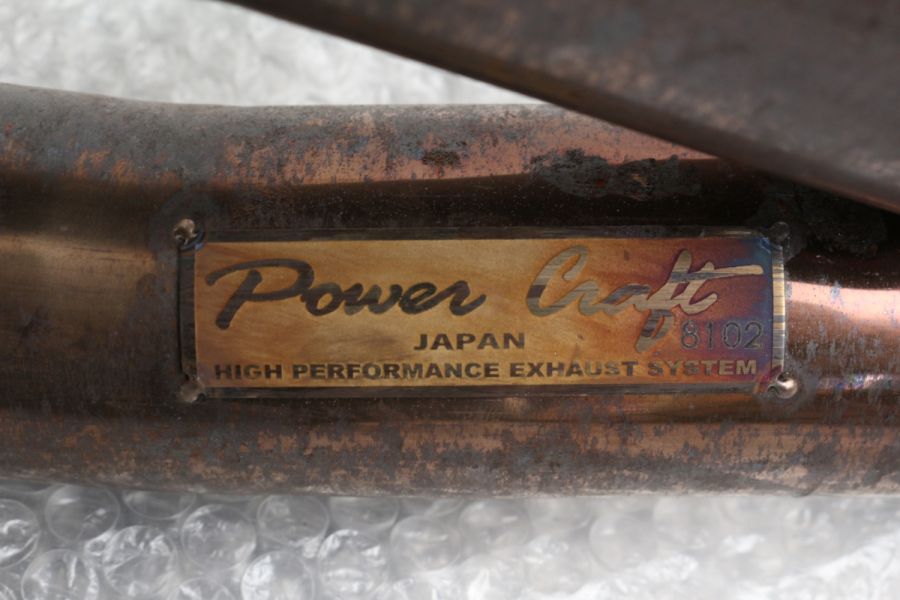 Power Craft
JAPAN 8102
HIGH PERFORMANCE EXHAUST SYSTEM